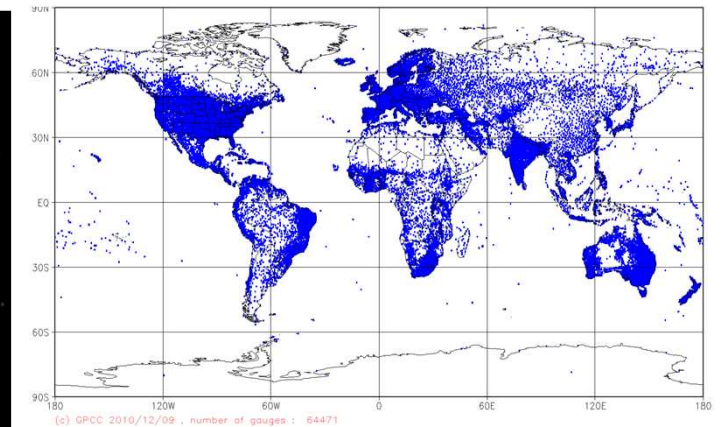 90N
60N
30N
EQ
30S
60S
90S
180 120W 60W 0 60E 120E 180
(c) GPCC 2010/12/09 , number of gauges : 64471